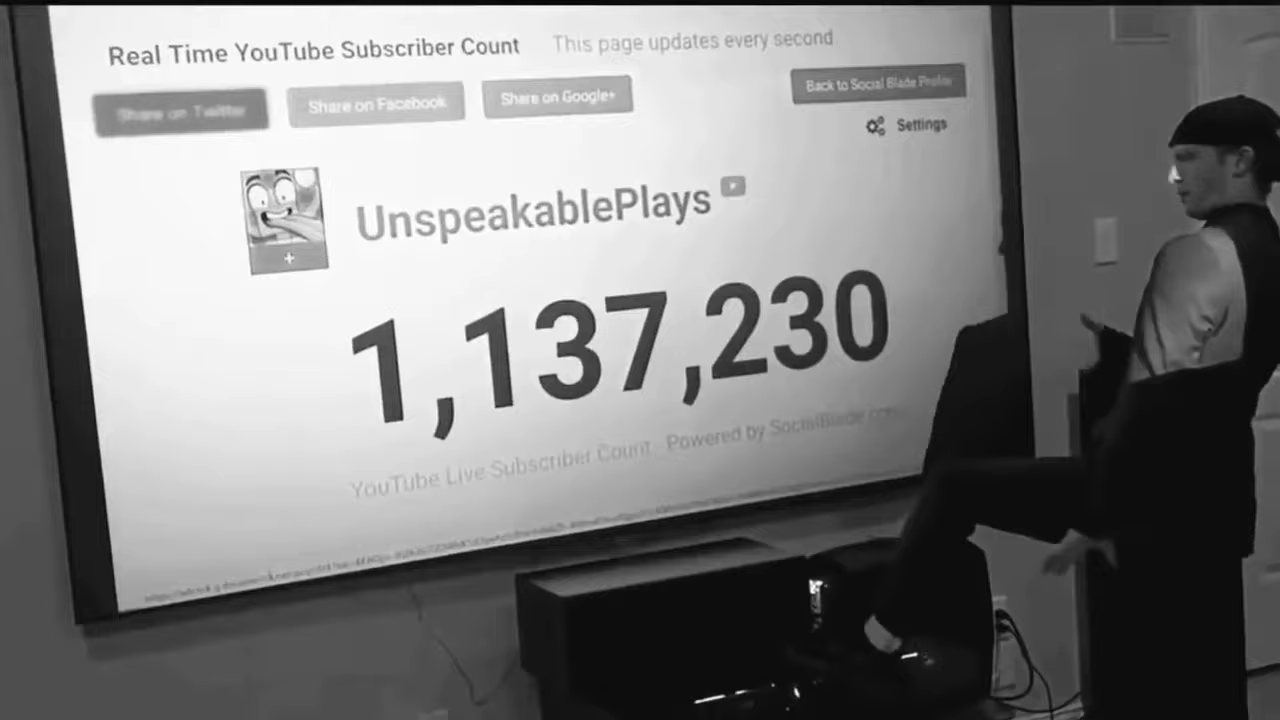 Real Time YouTube Subscriber Count This page updates every second
Share on Twitter Share on Facebook Share on Google+ Back to Social Blade Profile
Settings
UnspeakablePlays
+
1,137,230
YouTube Live Subscriber Count Powered by SocialBlade.com